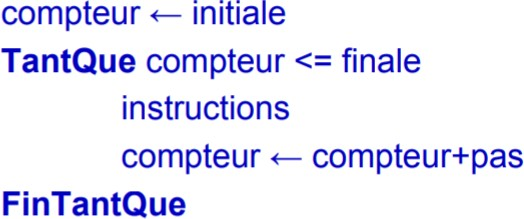 compteur ← initiale
TantQue compteur <= finale
instructions
compteur ← compteur+pas
FinTantQue